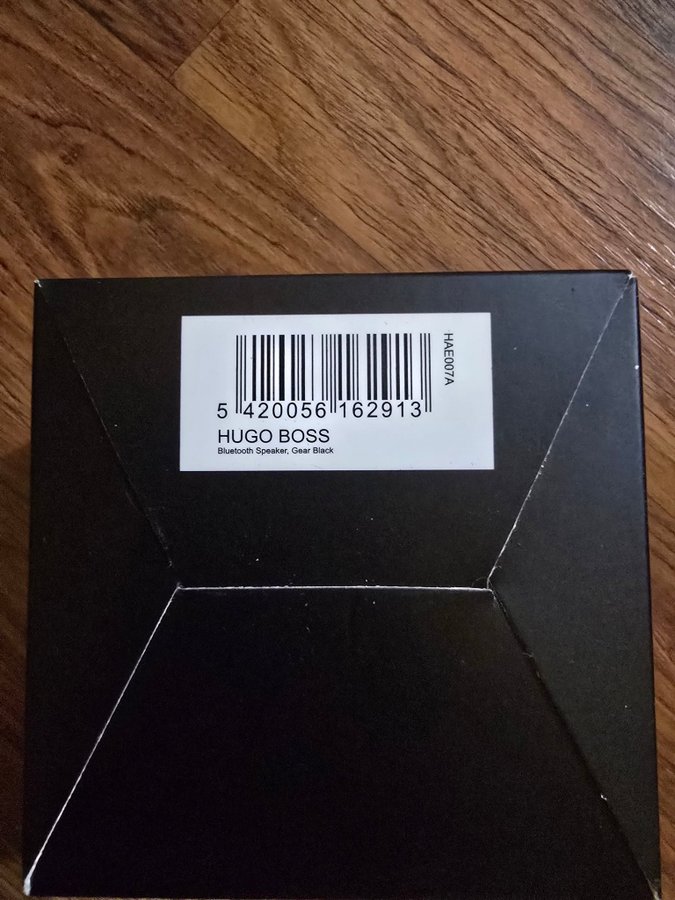 5 420056 162913
HAE007A
HUGO BOSS
Bluetooth Speaker, Gear Black